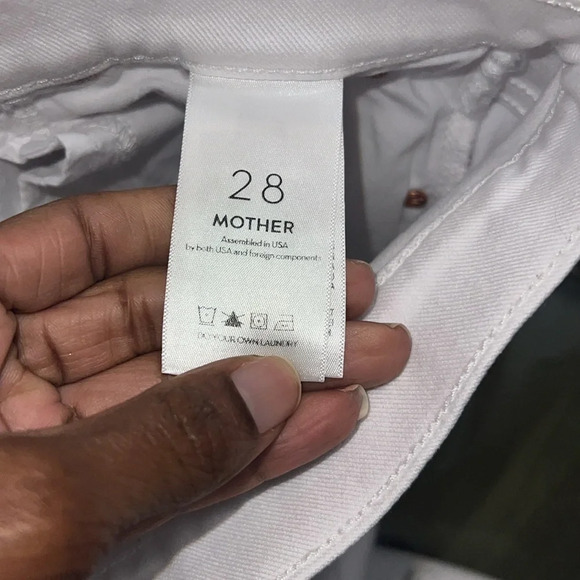 28
MOTHER
Assembled in USA
by both USA and foreign components
DO YOUR OWN LAUNDRY